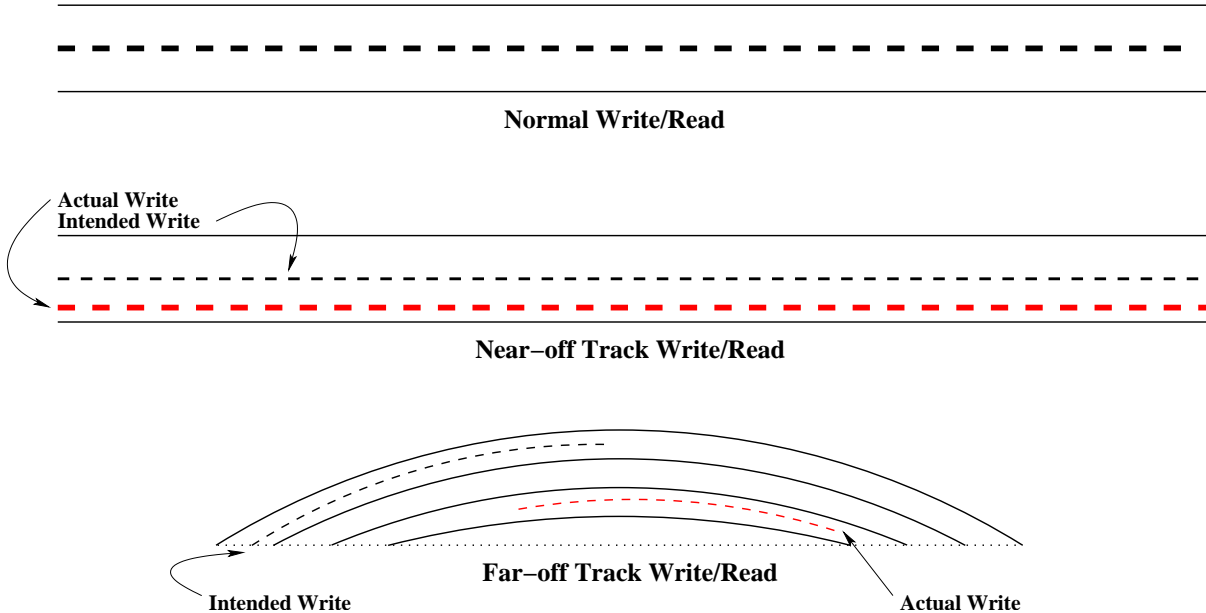 Normal Write/Read
Actual Write
Intended Write
Near−off Track Write/Read
Far−off Track Write/Read
Intended Write
Actual Write